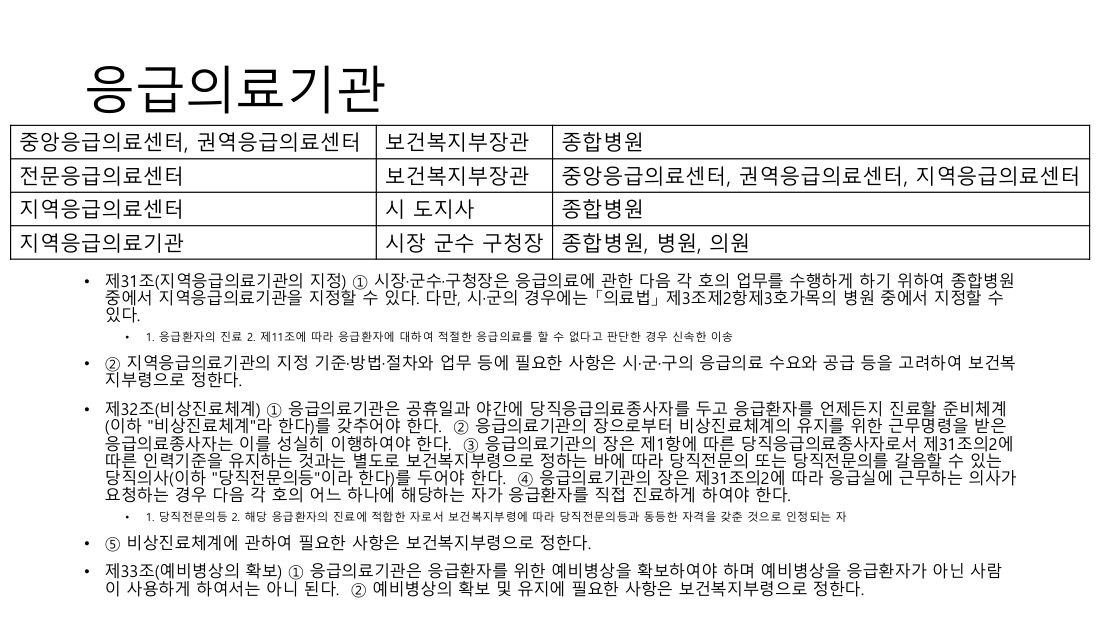 응급의료기관
중앙응급의료센터, 권역응급의료센터 보건복지부장관 종합병원
전문응급의료센터 보건복지부장관 중앙응급의료센터, 권역응급의료센터, 지역응급의료센터
지역응급의료센터 시 도지사 종합병원
지역응급의료기관 시장 군수 구청장 종합병원, 병원, 의원
• 제31조(지역응급의료기관의 지정) ① 시장·군수·구청장은 응급의료에 관한 다음 각 호의 업무를 수행하게 하기 위하여 종합병원
중에서 지역응급의료기관을 지정할 수 있다. 다만, 시·군의 경우에는 「의료법」 제3조제2항제3호가목의 병원 중에서 지정할 수
있다.
• 1. 응급환자의 진료 2. 제11조에 따라 응급환자에 대하여 적절한 응급의료를 할 수 없다고 판단한 경우 신속한 이송
• ② 지역응급의료기관의 지정 기준·방법·절차와 업무 등에 필요한 사항은 시·군·구의 응급의료 수요와 공급 등을 고려하여 보건복
지부령으로 정한다.
• 제32조(비상진료체계) ① 응급의료기관은 공휴일과 야간에 당직응급의료종사자를 두고 응급환자를 언제든지 진료할 준비체계
(이하 "비상진료체계"라 한다)를 갖추어야 한다. ② 응급의료기관의 장으로부터 비상진료체계의 유지를 위한 근무명령을 받은
응급의료종사자는 이를 성실히 이행하여야 한다. ③ 응급의료기관의 장은 제1항에 따른 당직응급의료종사자로서 제31조의2에
따른 인력기준을 유지하는 것과는 별도로 보건복지부령으로 정하는 바에 따라 당직전문의 또는 당직전문의를 갈음할 수 있는
당직의사(이하 "당직전문의등"이라 한다)를 두어야 한다. ④ 응급의료기관의 장은 제31조의2에 따라 응급실에 근무하는 의사가
요청하는 경우 다음 각 호의 어느 하나에 해당하는 자가 응급환자를 직접 진료하게 하여야 한다.
• 1. 당직전문의등 2. 해당 응급환자의 진료에 적합한 자로서 보건복지부령에 따라 당직전문의등과 동등한 자격을 갖춘 것으로 인정되는 자
• ⑤ 비상진료체계에 관하여 필요한 사항은 보건복지부령으로 정한다.
• 제33조(예비병상의 확보) ① 응급의료기관은 응급환자를 위한 예비병상을 확보하여야 하며 예비병상을 응급환자가 아닌 사람
이 사용하게 하여서는 아니 된다. ② 예비병상의 확보 및 유지에 필요한 사항은 보건복지부령으로 정한다.